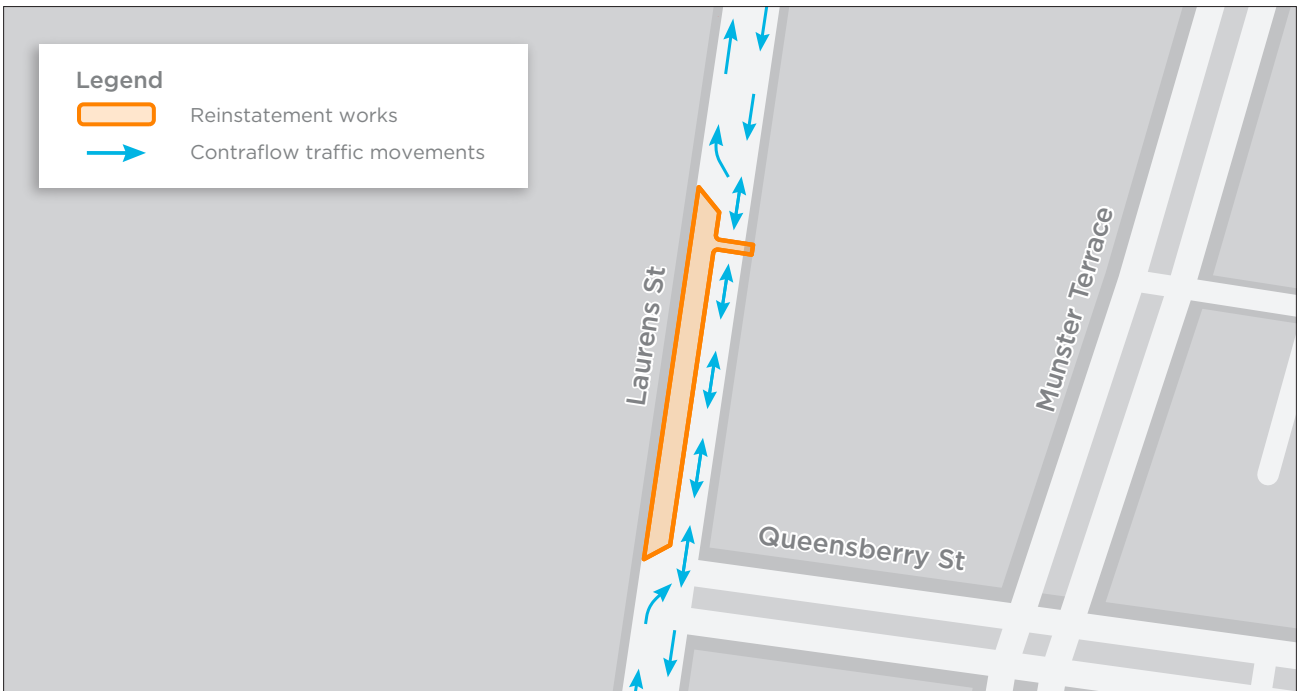 Legend
Reinstatement works
Contraflow traffic movements
Laurens St
Munster Terrace
Queensberry St